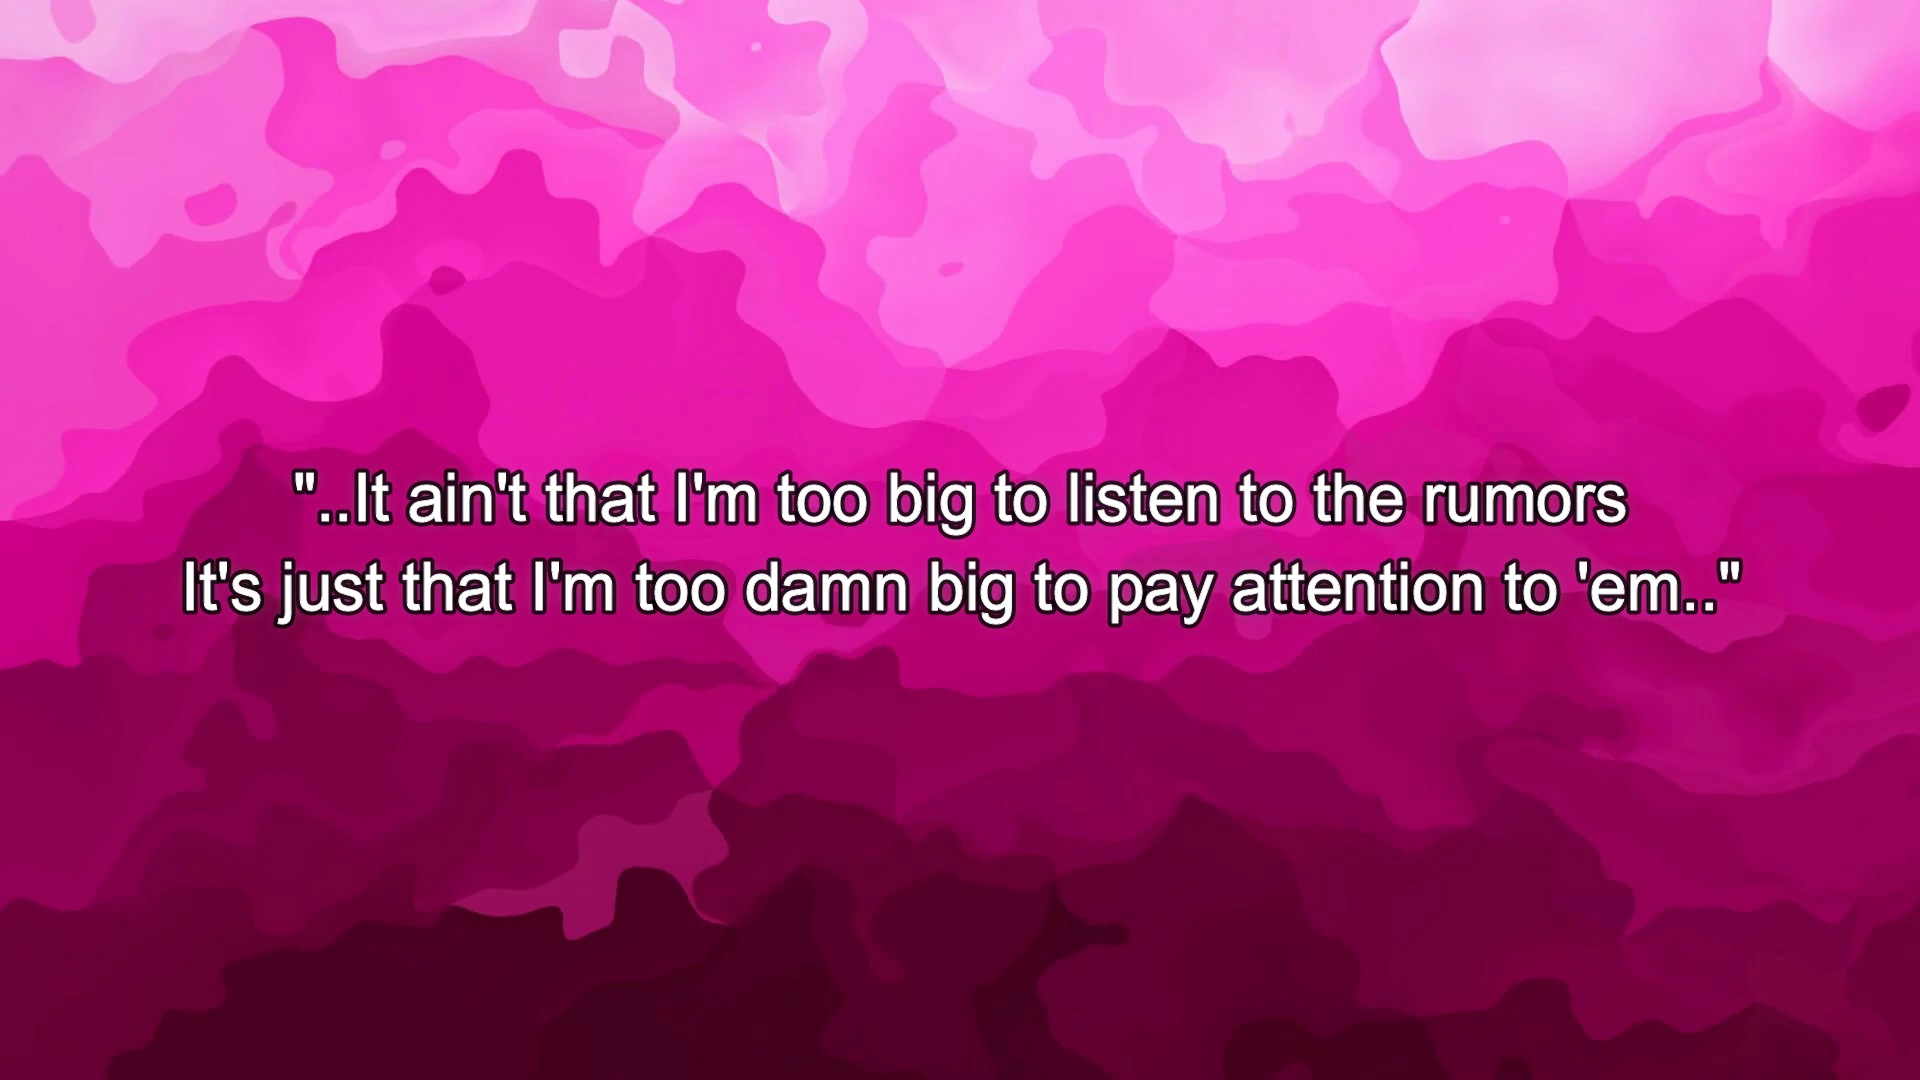 "..It ain't that I'm too big to listen to the rumors
It's just that I'm too damn big to pay attention to 'em.."